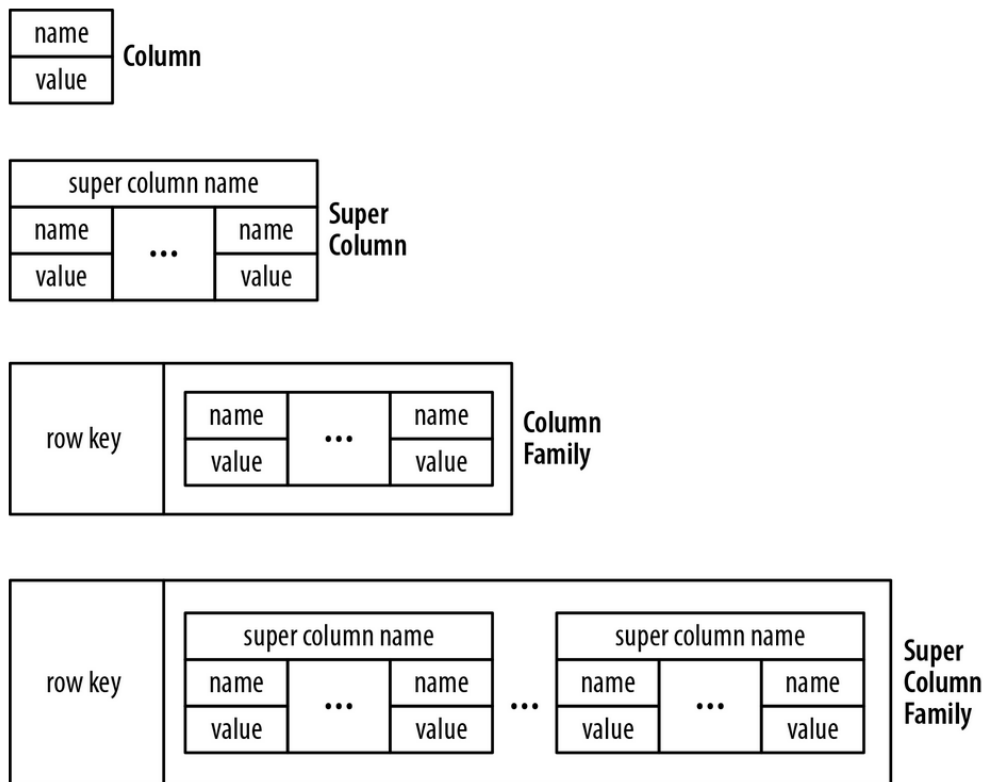 name
value
Column
super column name
name ... name
value value
Super
Column
row key
name ... name
value value
Column
Family
row key
super column name super column name
name ... name ... name ... name
value value value value
Super
Column
Family